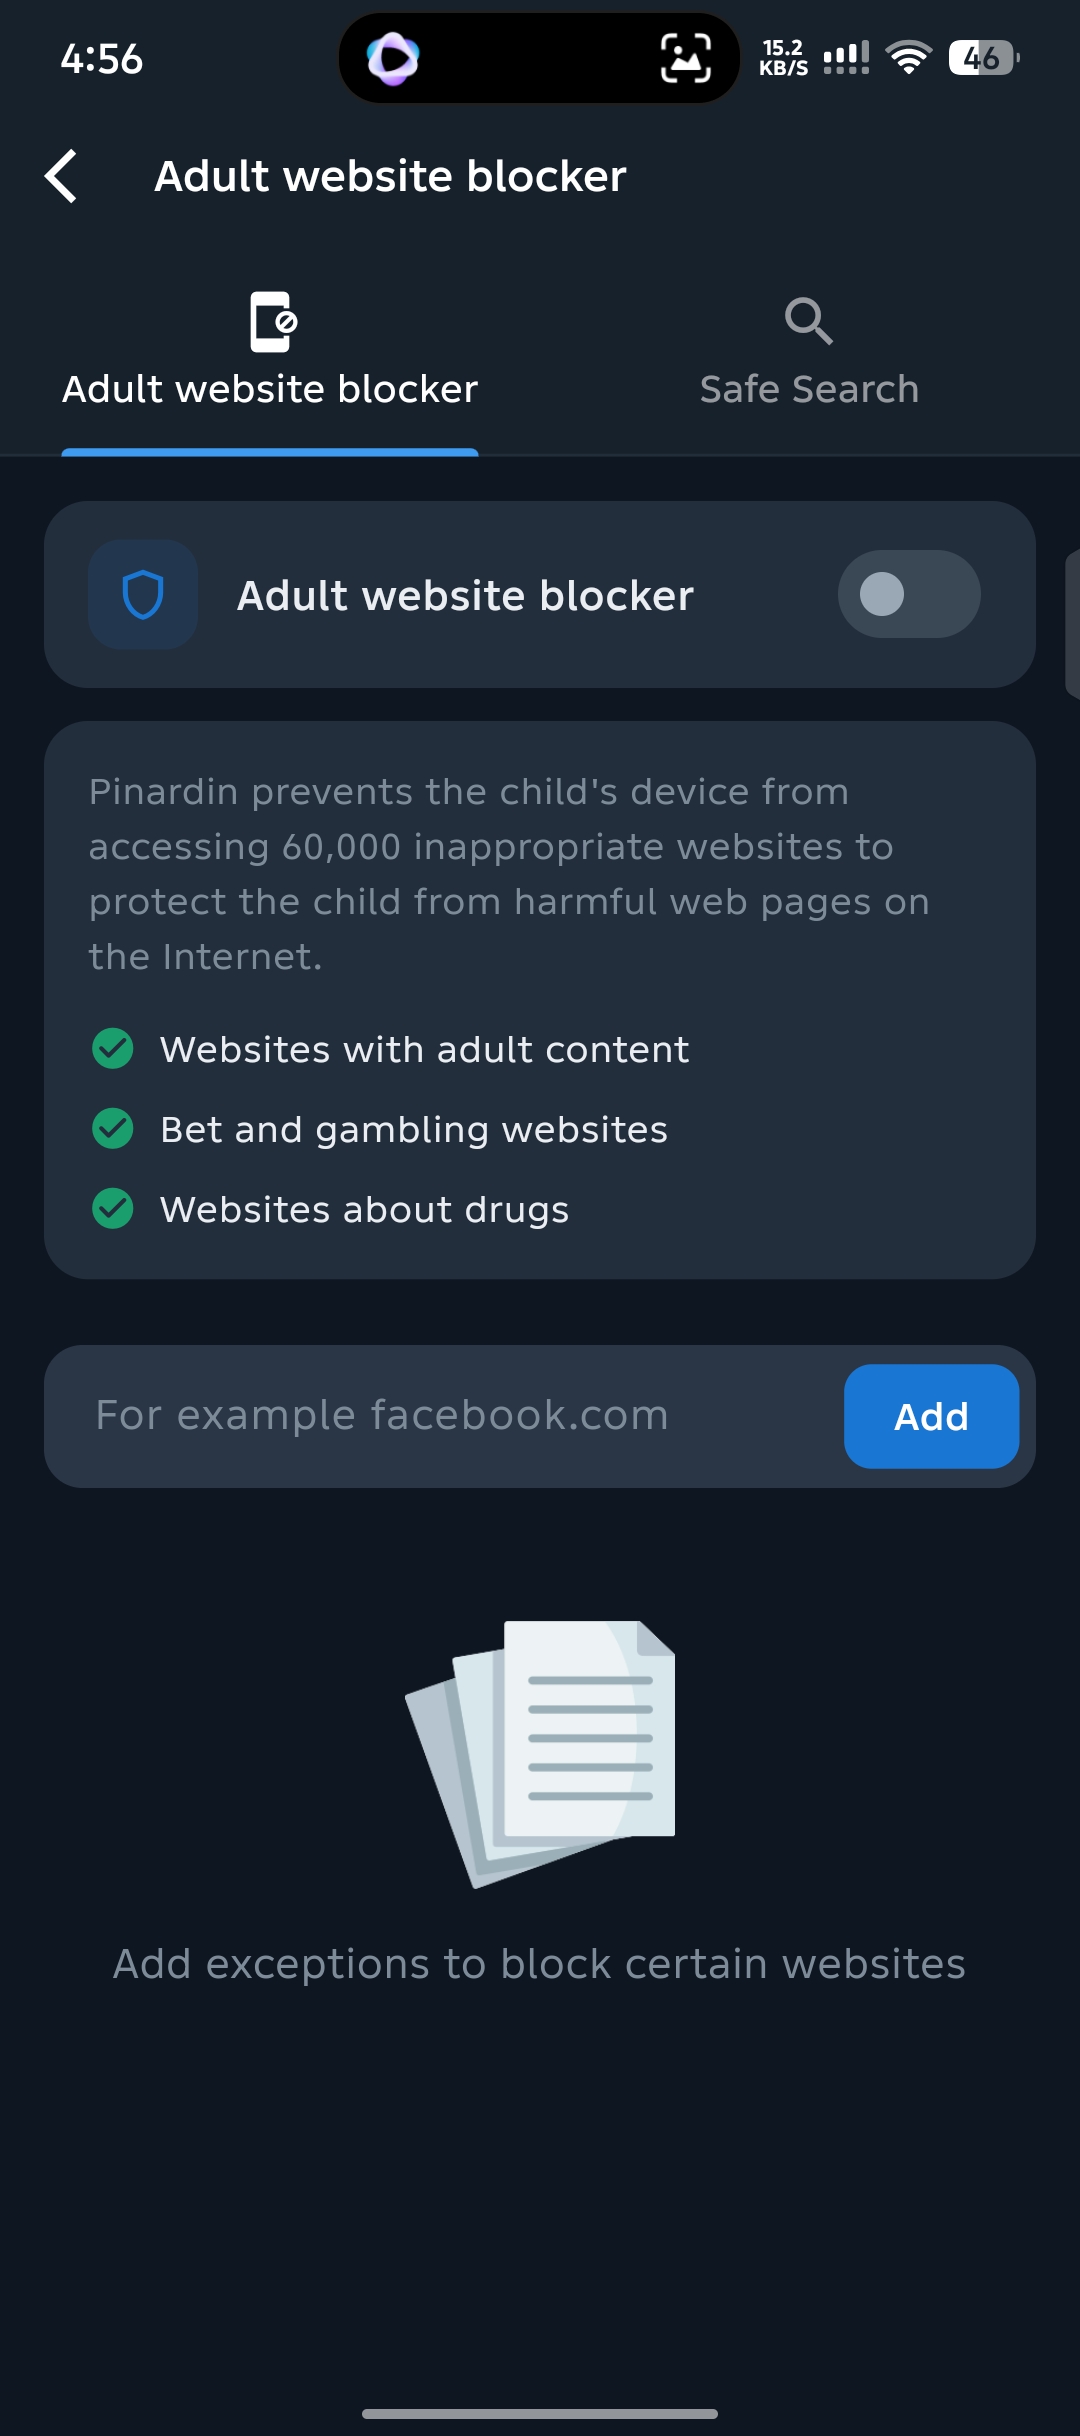 4:56
15.2
KB/S
46
Adult website blocker
Adult website blocker
Safe Search
Adult website blocker
Pinardin prevents the child's device from
accessing 60,000 inappropriate websites to
protect the child from harmful web pages on
the Internet.
Websites with adult content
Bet and gambling websites
Websites about drugs
For example facebook.com
Add
Add exceptions to block certain websites